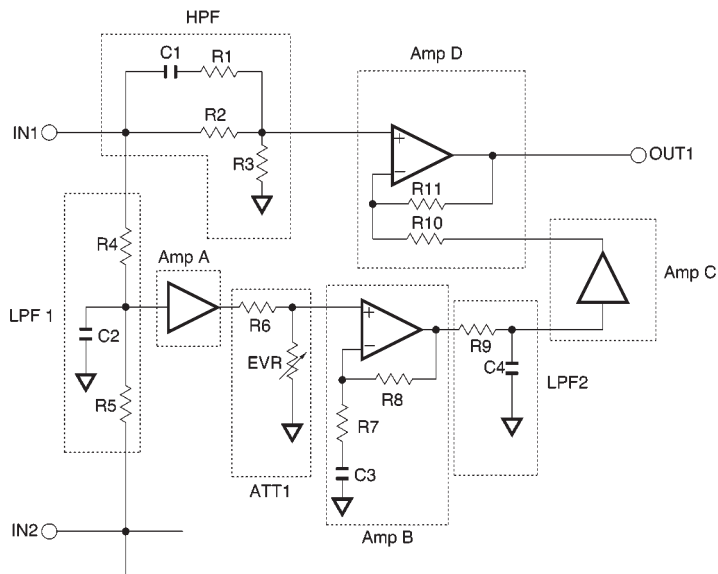 HPF
C1
R1
Amp D
R2
IN1
OUT1
R3
R11
R10
R4
Amp A
Amp C
LPF 1
C2
R6
EVR
R9
C4
LPF2
R8
R5
R7
C3
ATT1
Amp B
IN2